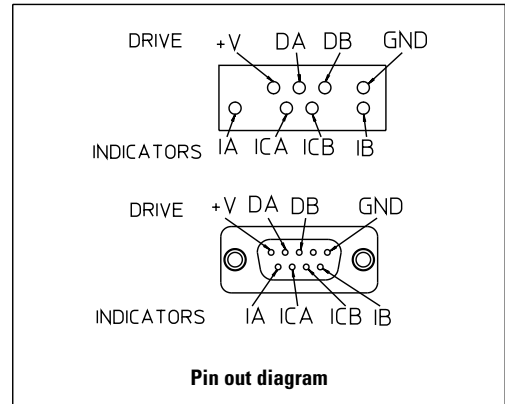 DRIVE +V DA DB GND
INDICATORS IA ICA ICB IB
DRIVE +V DA DB GND
INDICATORS IA ICA ICB IB
Pin out diagram